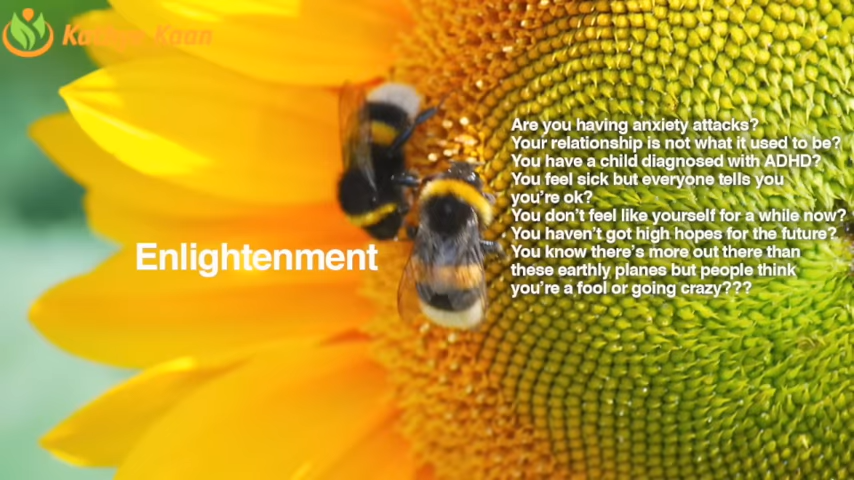 Enlightenment
Are you having anxiety attacks?
Your relationship is not what it used to be?
You have a child diagnosed with ADHD?
You feel sick but everyone tells you
you're ok?
You don't feel like yourself for a while now?
You haven't got high hopes for the future?
You know there's more out there than
these earthly planes but people think
you're a fool or going crazy???